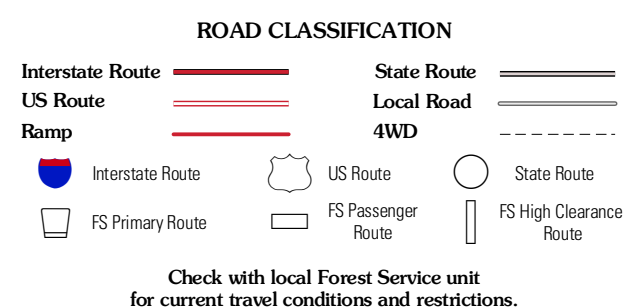 ROAD CLASSIFICATION
Interstate Route
State Route
US Route
Local Road
Ramp
4WD
Interstate Route
US Route
State Route
FS Primary Route
FS Passenger
Route
FS High Clearance
Route
Check with local Forest Service unit
for current travel conditions and restrictions.